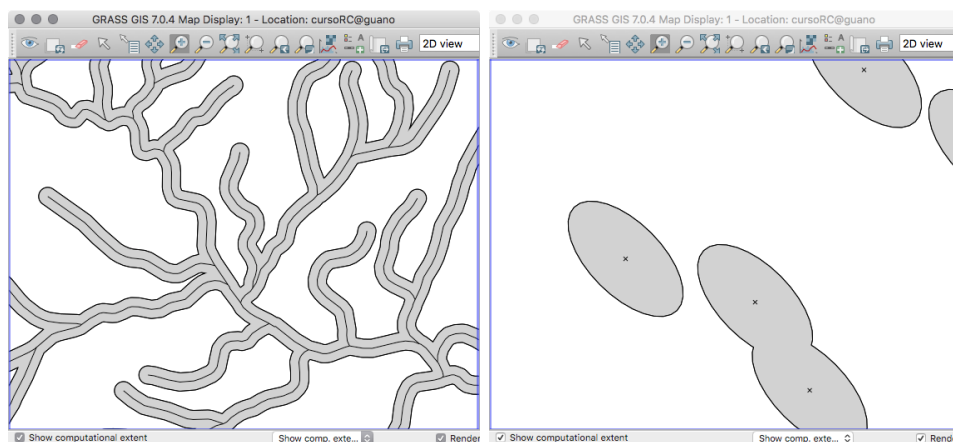 GRASS GIS 7.0.4 Map Display: 1 - Location: cursoRC@guano
2D view
Show computational extent
Show comp. exte...
Render
GRASS GIS 7.0.4 Map Display: 1 - Location: cursoRC@guano
2D view
Show computational extent
Show comp. exte...
Rende